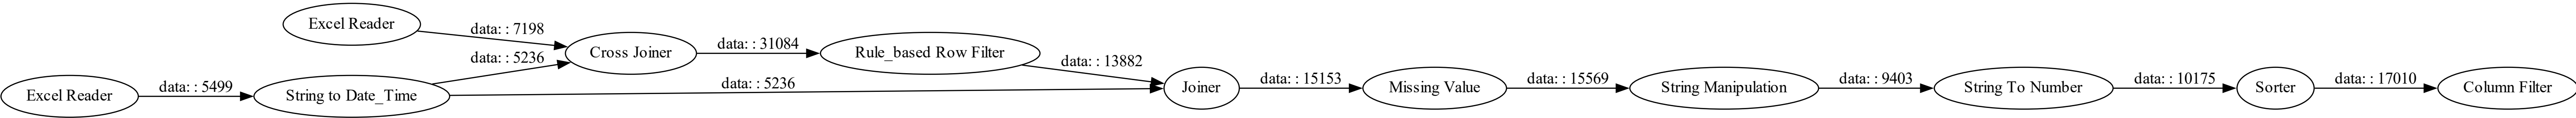 Excel Reader
data: : 7198
Cross Joiner
data: : 31084
Rule_based Row Filter
data: : 5236
data: : 13882
Excel Reader
data: : 5499
String to Date_Time
data: : 5236
Joiner
data: : 15153
Missing Value
data: : 15569
String Manipulation
data: : 9403
String To Number
data: : 10175
Sorter
data: : 17010
Column Filter